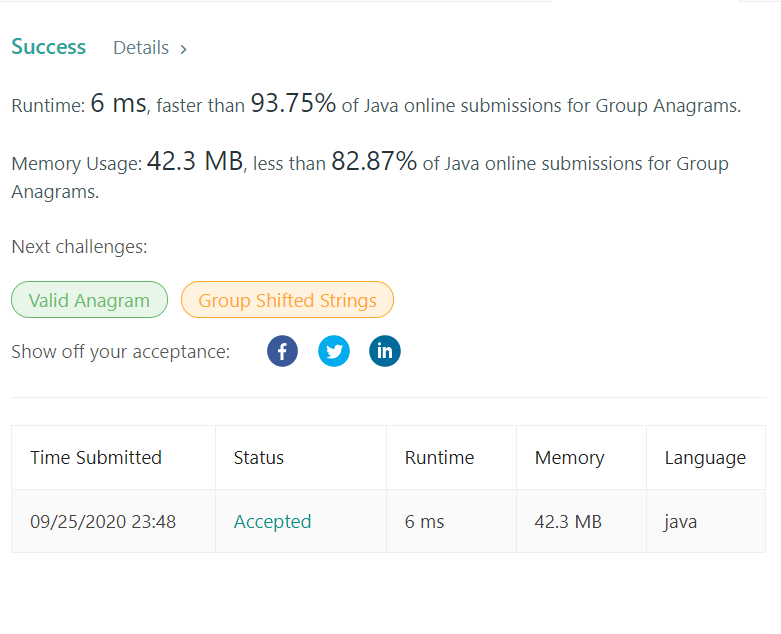 Success Details >
Runtime: 6 ms, faster than 93.75% of Java online submissions for Group Anagrams.
Memory Usage: 42.3 MB, less than 82.87% of Java online submissions for Group
Anagrams.
Next challenges:
Valid Anagram Group Shifted Strings
Show off your acceptance:
Time Submitted Status Runtime Memory Language
09/25/2020 23:48 Accepted 6 ms 42.3 MB java